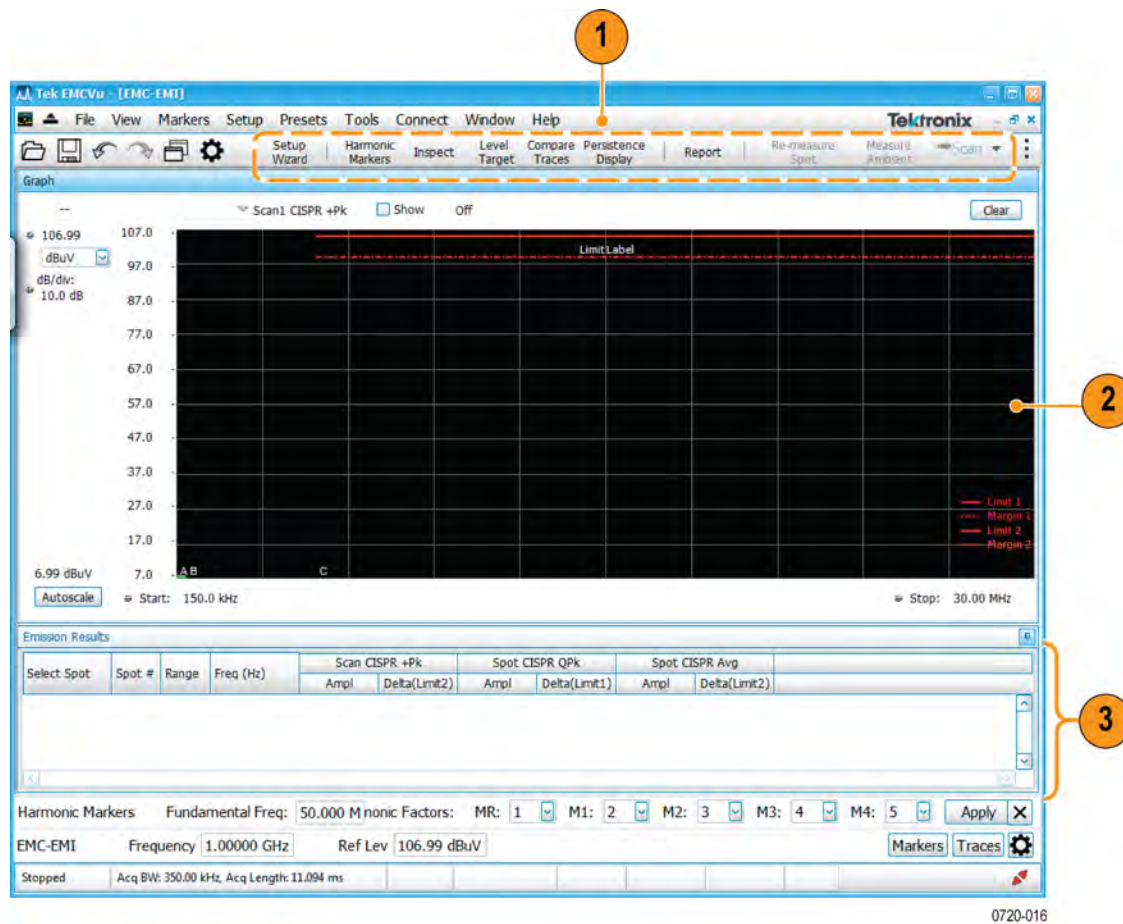 1
Tek EMCVu - [EMC-EMI]
File View Markers Setup Presets Tools Connect Window Help Tektronix
Setup Wizard Harmonic Markers Inspect Level Target Compare Traces Persistence Display Report Re-measure Spot Measure Ambient Scan
Graph
-- Scan1 CISPR +Pk Show Off Clear
106.99 107.0
Limit Label
dBuV 97.0
dB/div:
10.0 dB 87.0
77.0
67.0
57.0
2
47.0
37.0
27.0 Limit 1
Margin 1
Limit 2
17.0 Margin 2
6.99 dBuV 7.0 A B C
Autoscale Start: 150.0 kHz Stop: 30.00 MHz
Emission Results
Select Spot Spot # Range Freq (Hz) Scan CISPR +Pk Spot CISPR QPk Spot CISPR Avg
Ampl Delta(Limit2) Ampl Delta(Limit1) Ampl Delta(Limit2)
3
Harmonic Markers Fundamental Freq: 50.000 M nonic Factors: MR: 1 M1: 2 M2: 3 M3: 4 M4: 5 Apply X
EMC-EMI Frequency 1.00000 GHz Ref Lev 106.99 dBuV Markers Traces
Stopped Acq BW: 350.00 kHz, Acq Length: 11.094 ms
0720-016